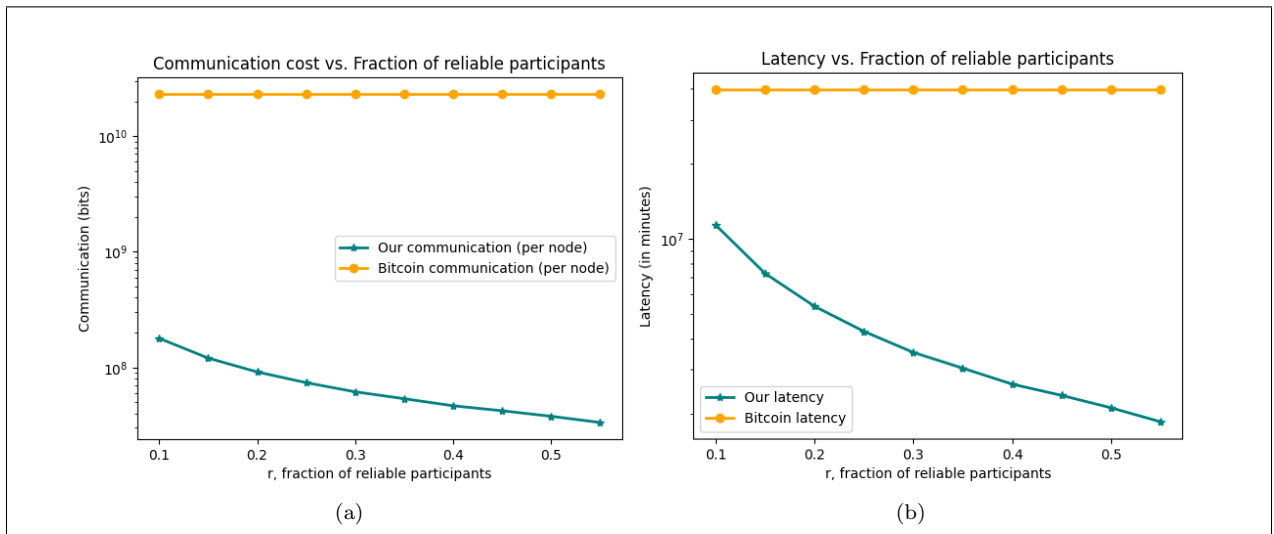 Communication cost vs. Fraction of reliable participants
Communication (bits)
10^10
10^9
10^8
Our communication (per node)
Bitcoin communication (per node)
0.1 0.2 0.3 0.4 0.5
r, fraction of reliable participants
(a)
Latency vs. Fraction of reliable participants
Latency (in minutes)
10^7
Our latency
Bitcoin latency
0.1 0.2 0.3 0.4 0.5
r, fraction of reliable participants
(b)